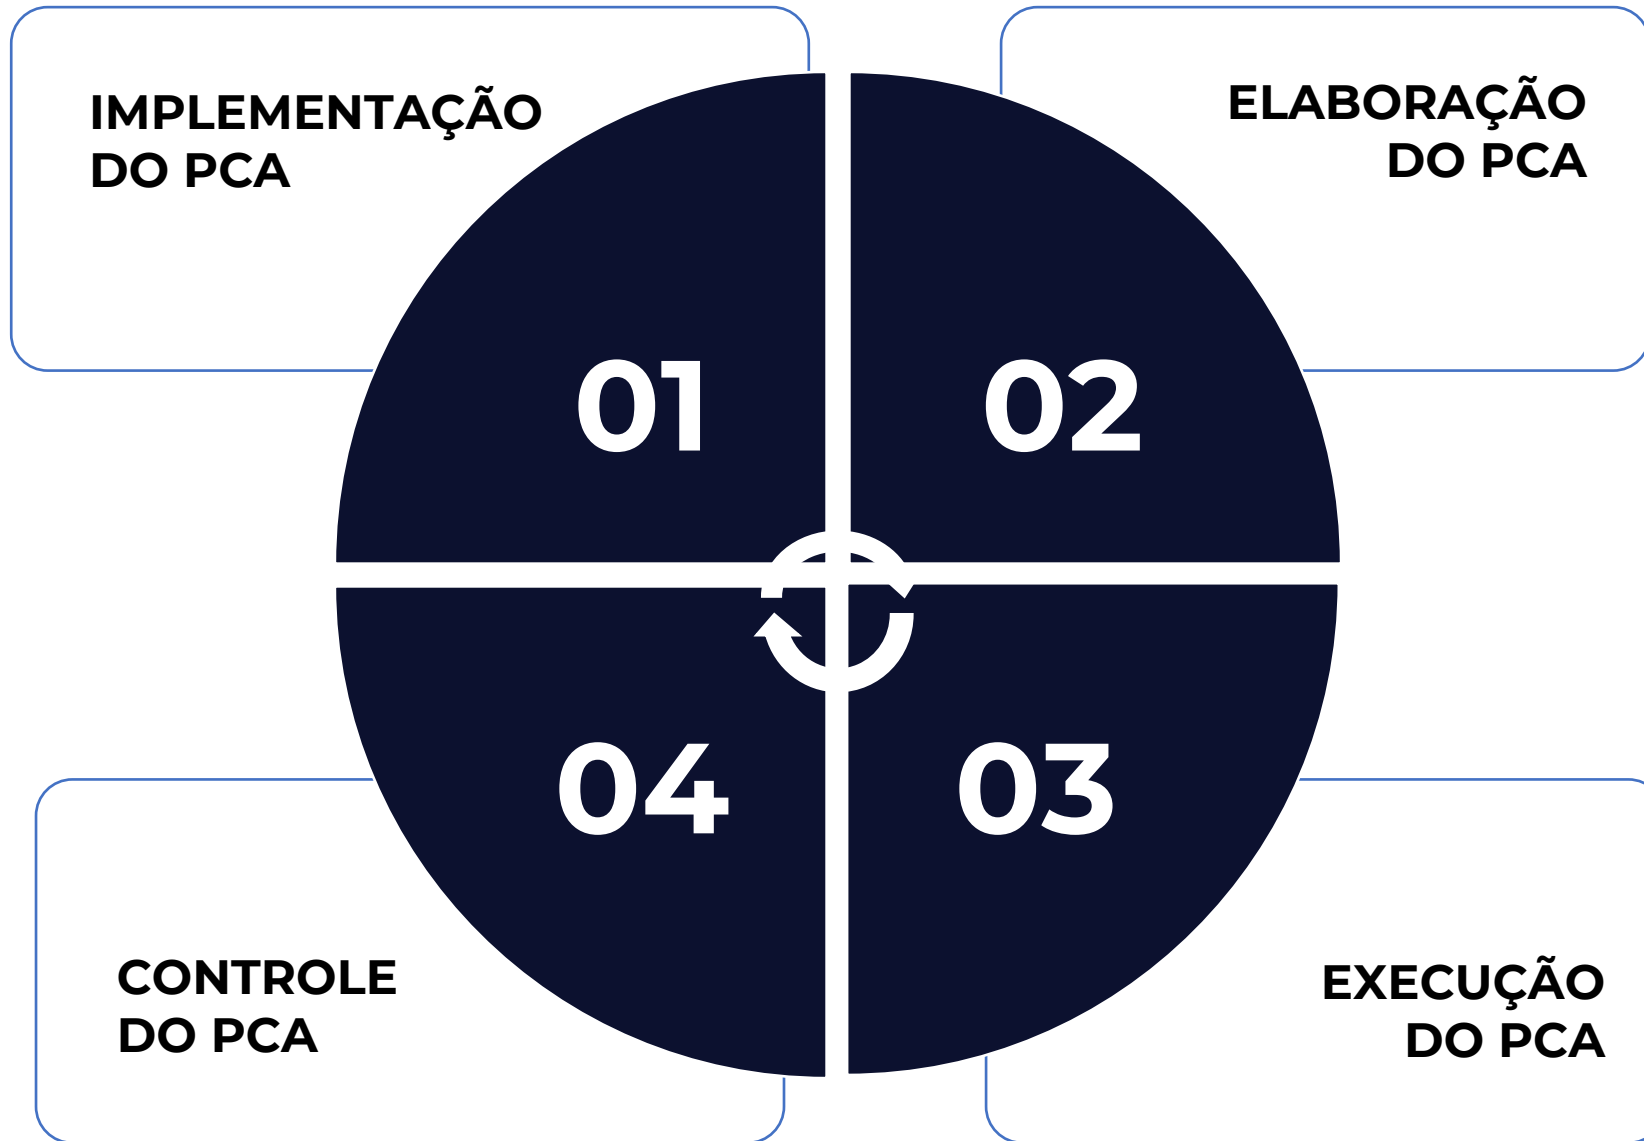 IMPLEMENTAÇÃO
DO PCA
ELABORAÇÃO
DO PCA
01
02
04
03
CONTROLE
DO PCA
EXECUÇÃO
DO PCA